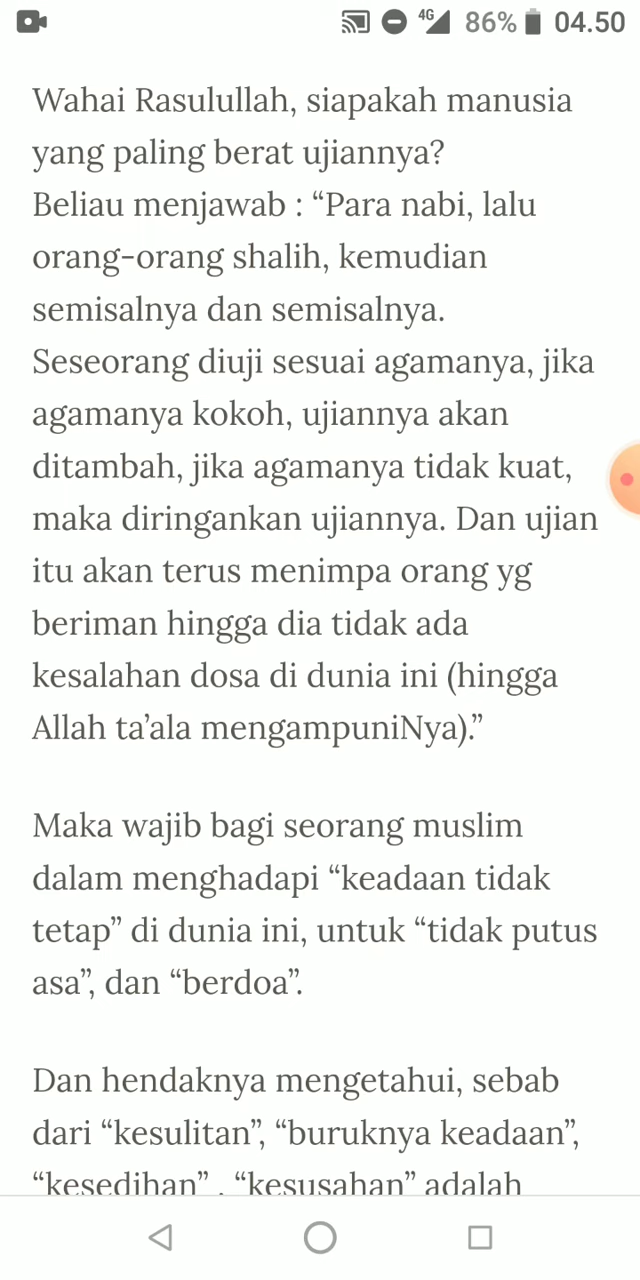 4G 86% 04.50
Wahai Rasulullah, siapakah manusia
yang paling berat ujiannya?
Beliau menjawab : “Para nabi, lalu
orang-orang shalih, kemudian
semisalnya dan semisalnya.
Seseorang diuji sesuai agamanya, jika
agamanya kokoh, ujiannya akan
ditambah, jika agamanya tidak kuat,
maka diringankan ujiannya. Dan ujian
itu akan terus menimpa orang yg
beriman hingga dia tidak ada
kesalahan dosa di dunia ini (hingga
Allah ta’ala mengampuniNya).”
Maka wajib bagi seorang muslim
dalam menghadapi “keadaan tidak
tetap” di dunia ini, untuk “tidak putus
asa”, dan “berdoa”.
Dan hendaknya mengetahui, sebab
dari “kesulitan”, “buruknya keadaan”,
“kesedihan” , “kesusahan” adalah